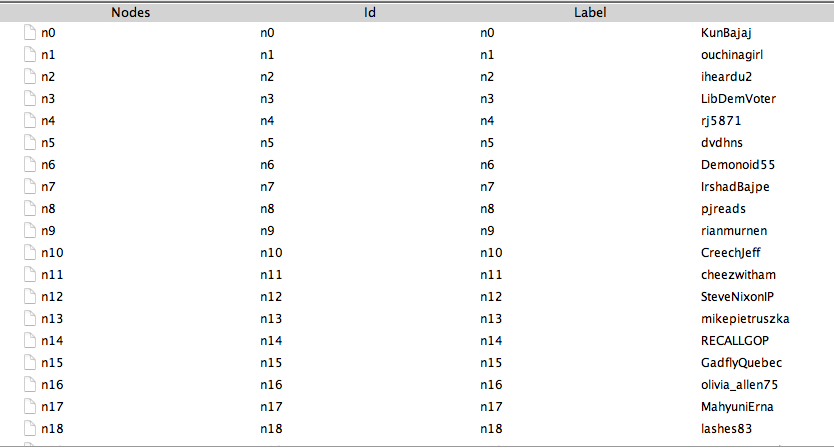 Nodes Id Label
n0 n0 n0 KunBajaj
n1 n1 n1 ouchinagirl
n2 n2 n2 iheardu2
n3 n3 n3 LibDemVoter
n4 n4 n4 rj5871
n5 n5 n5 dvdhns
n6 n6 n6 Demonoid55
n7 n7 n7 IrshadBajpe
n8 n8 n8 pjreads
n9 n9 n9 rianmurnen
n10 n10 n10 CreechJeff
n11 n11 n11 cheezwitham
n12 n12 n12 SteveNixonIP
n13 n13 n13 mikepietruszka
n14 n14 n14 RECALLGOP
n15 n15 n15 GadflyQuebec
n16 n16 n16 olivia_allen75
n17 n17 n17 MahyuniErna
n18 n18 n18 lashes83